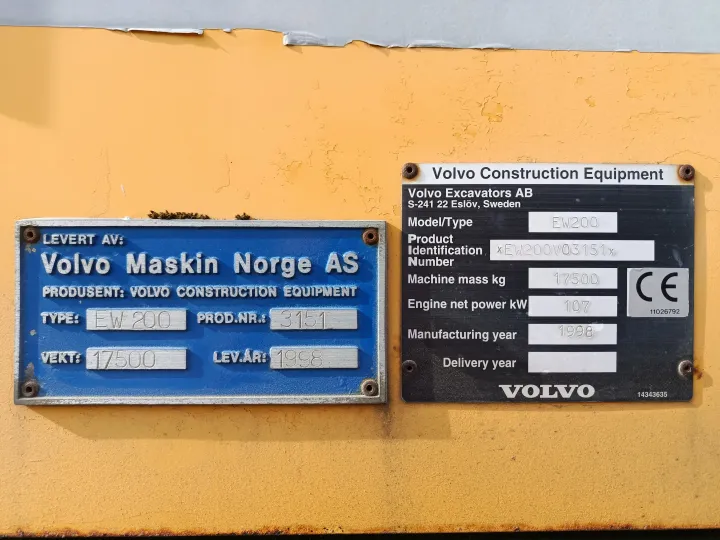 LEVERT AV:
Volvo Maskin Norge AS
PRODUSENT: VOLVO CONSTRUCTION EQUIPMENT
TYPE: EW 200 PROD.NR.: 3151
VEKT: 17500 LEV.ÅR: 1998
Volvo Construction Equipment
Volvo Excavators AB
S-241 22 Eslöv, Sweden
Model/Type EW200
Product
Identification ×EW200V03151×
Number
Machine mass kg 17500
Engine net power kW 107
Manufacturing year 1998
Delivery year
CE
11026792
VOLVO
14343635